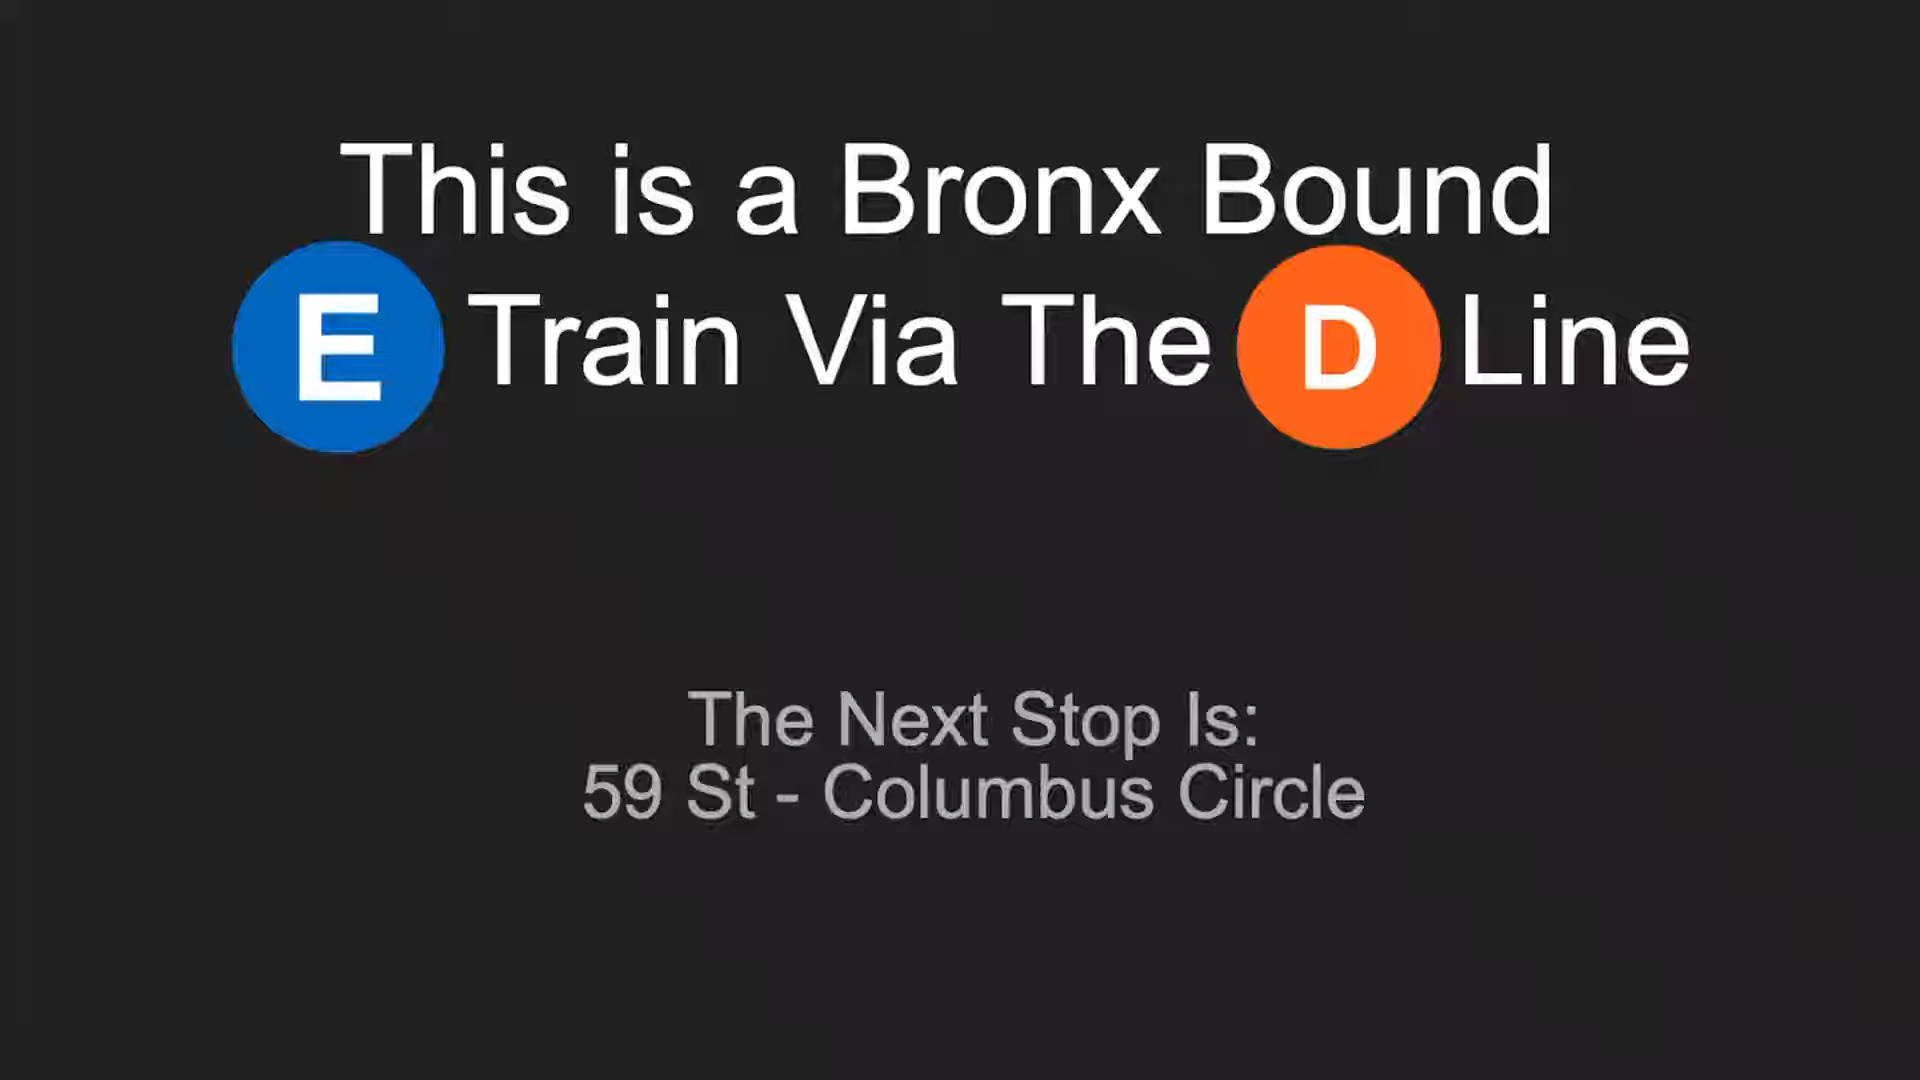 This is a Bronx Bound
E Train Via The D Line
The Next Stop Is:
59 St - Columbus Circle